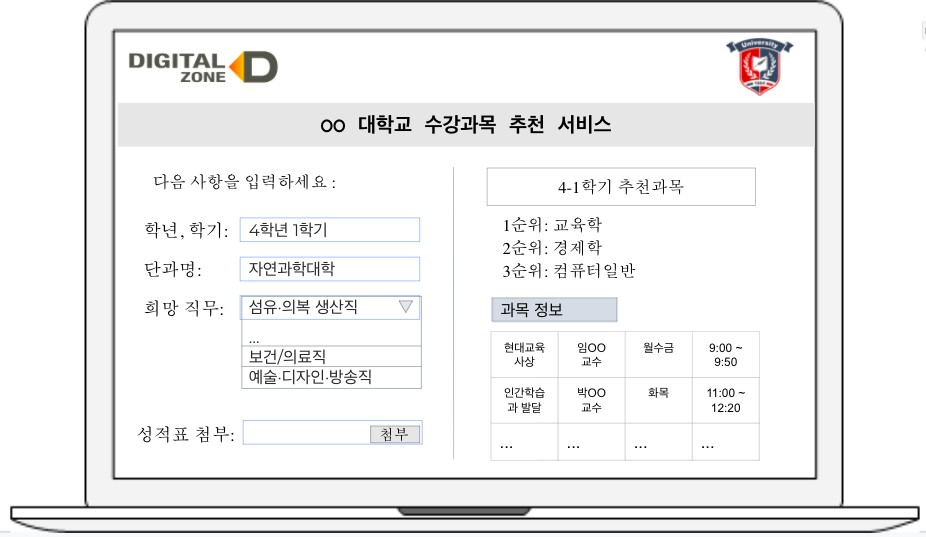 DIGITAL
ZONE
University
OO 대학교 수강과목 추천 서비스
다음 사항을 입력하세요 :
학년, 학기: 4학년 1학기
단과명: 자연과학대학
희망 직무: 섬유·의복 생산직
...
보건/의료직
예술·디자인·방송직
성적표 첨부: 첨부
4-1학기 추천과목
1순위: 교육학
2순위: 경제학
3순위: 컴퓨터일반
과목 정보
현대교육 임OO 월수금 9:00 ~
사상 교수 9:50
인간학습 박OO 화목 11:00 ~
과 발달 교수 12:20
... ... ... ...